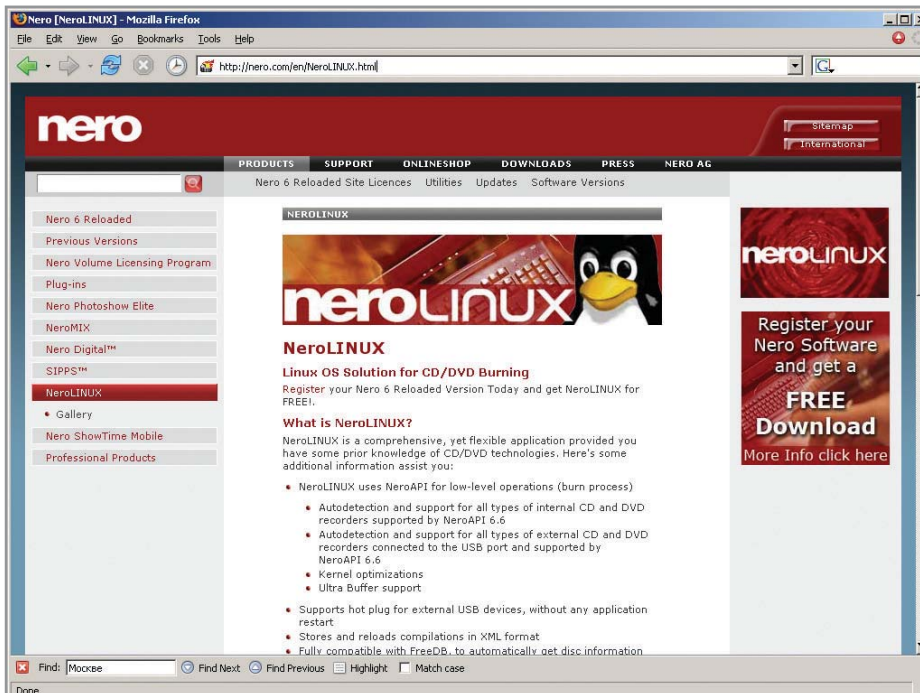 Nero [NeroLINUX] - Mozilla Firefox
File Edit View Go Bookmarks Tools Help
http://nero.com/en/NeroLINUX.html
G
nero
Sitemap
International
PRODUCTS SUPPORT ONLINESHOP DOWNLOADS PRESS NERO AG
Nero 6 Reloaded Site Licences Utilities Updates Software Versions
Nero 6 Reloaded
Previous Versions
Nero Volume Licensing Program
Plug-ins
Nero Photoshow Elite
NeroMIX
Nero Digital™
SIPPS™
NeroLINUX
Gallery
Nero ShowTime Mobile
Professional Products
NEROLINUX
neroLINUX
NeroLINUX
Linux OS Solution for CD/DVD Burning
Register your Nero 6 Reloaded Version Today and get NeroLINUX for
FREE!.
What is NeroLINUX?
NeroLINUX is a comprehensive, yet flexible application provided you
have some prior knowledge of CD/DVD technologies. Here's some
additional information assist you:
• NeroLINUX uses NeroAPI for low-level operations (burn process)
• Autodetection and support for all types of internal CD and DVD
recorders supported by NeroAPI 6.6
• Autodetection and support for all types of external CD and DVD
recorders connected to the USB port and supported by
NeroAPI 6.6
• Kernel optimizations
• Ultra Buffer support
• Supports hot plug for external USB devices, without any application
restart
• Stores and reloads compilations in XML format
• Fully compatible with FreeDB, to automatically get disc information
neroLINUX
Register your
Nero Software
and get a
FREE
Download
More Info click here
Find: Москве Find Next Find Previous Highlight Match case
Done